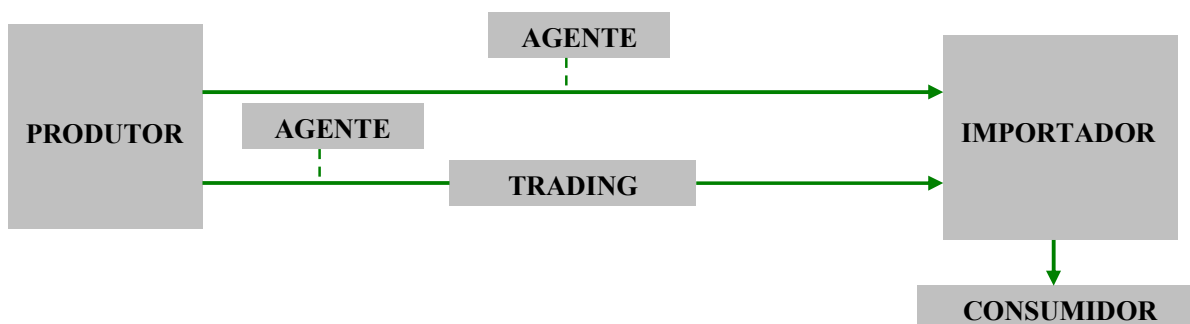 AGENTE
PRODUTOR
AGENTE
IMPORTADOR
TRADING
CONSUMIDOR